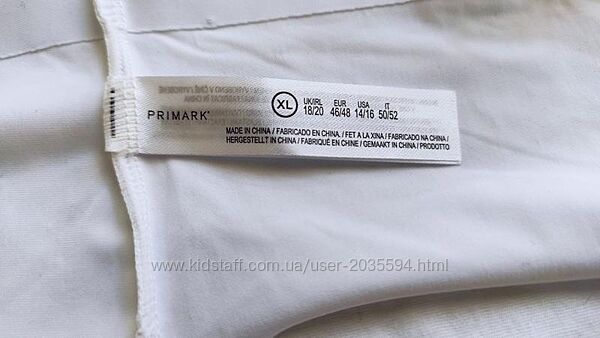 PRIMARK®
XL
UK/IRL EUR USA IT
18/20 46/48 14/16 50/52
MADE IN CHINA / FABRICADO EN CHINA. / FET A LA XINA / FABRICADO NA CHINA /
HERGESTELLT IN CHINA / FABRIQUÉ EN CHINE / GEMAAKT IN CHINA / PRODOTTO
www.kidstaff.com.ua/user-2035594.html